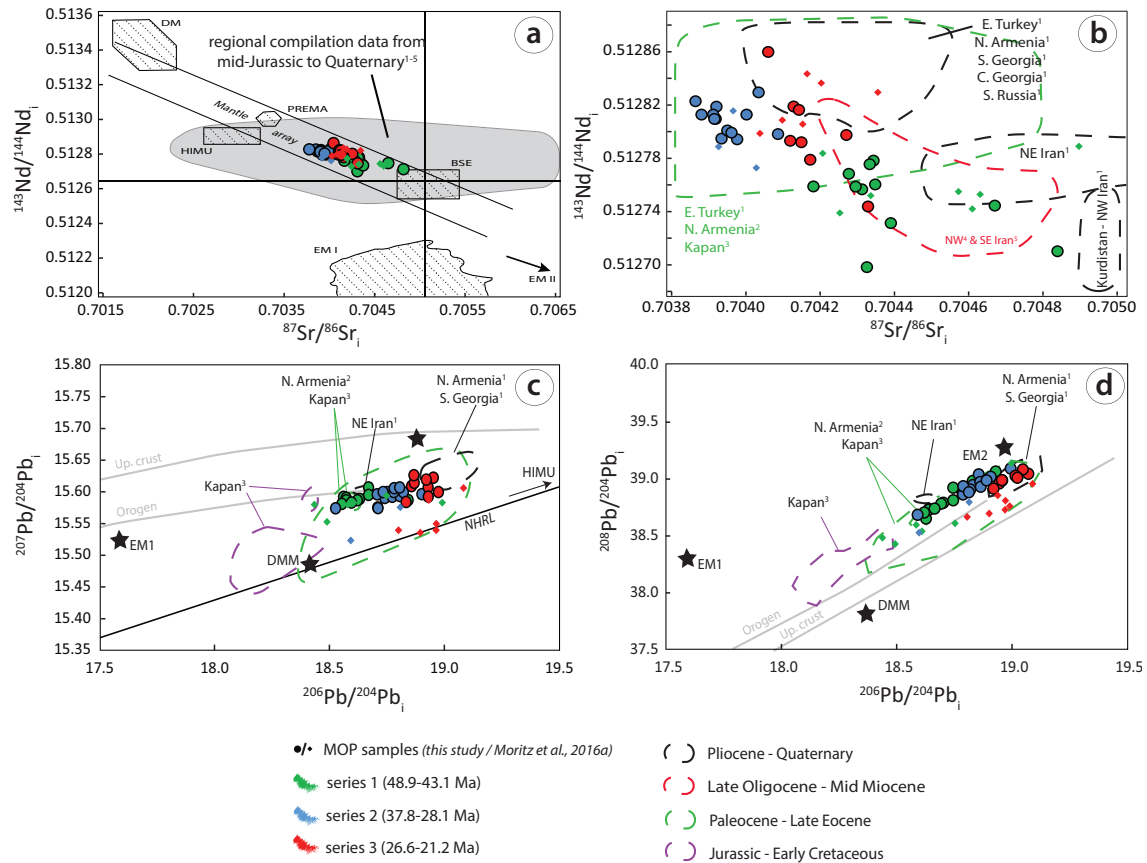 a
0.5136
0.5134
0.5132
0.5130
0.5128
0.5126
0.5124
0.5122
0.5120
¹⁴³Nd/¹⁴⁴Ndᵢ
DM
regional compilation data from
mid-Jurassic to Quaternary¹⁻⁵
Mantle array
PREMA
HIMU
BSE
EM I
EM II
0.7015
0.7025
0.7035
0.7045
0.7055
0.7065
⁸⁷Sr/⁸⁶Srᵢ
b
0.51286
0.51282
0.51278
0.51274
0.51270
¹⁴³Nd/¹⁴⁴Ndᵢ
E. Turkey¹
N. Armenia¹
S. Georgia¹
C. Georgia¹
S. Russia¹
NE Iran¹
E. Turkey¹
N. Armenia²
Kapan³
NW⁴ & SE Iran⁵
Kurdistan - NW Iran¹
0.7038
0.7040
0.7042
0.7044
0.7046
0.7048
0.7050
⁸⁷Sr/⁸⁶Srᵢ
c
15.80
15.75
15.70
15.65
15.60
15.55
15.50
15.45
15.40
15.35
²⁰⁷Pb/²⁰⁴Pbᵢ
N. Armenia²
Kapan³
NE Iran¹
N. Armenia¹
S. Georgia¹
Up. crust
Orogen
Kapan³
HIMU
NHRL
EM1
DMM
17.5
18.0
18.5
19.0
19.5
²⁰⁶Pb/²⁰⁴Pbᵢ
d
40.0
39.5
39.0
38.5
38.0
37.5
²⁰⁸Pb/²⁰⁴Pbᵢ
N. Armenia¹
S. Georgia¹
NE Iran¹
N. Armenia²
Kapan³
EM2
Kapan³
EM1
DMM
Orogen
Up. crust
17.5
18.0
18.5
19.0
19.5
²⁰⁶Pb/²⁰⁴Pbᵢ
MOP samples (this study / Moritz et al., 2016a)
series 1 (48.9-43.1 Ma)
series 2 (37.8-28.1 Ma)
series 3 (26.6-21.2 Ma)
Pliocene - Quaternary
Late Oligocene - Mid Miocene
Paleocene - Late Eocene
Jurassic - Early Cretaceous